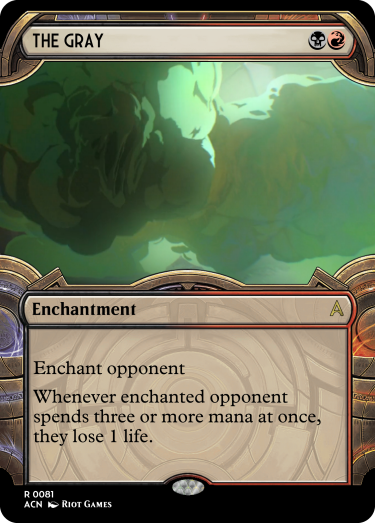 THE GRAY
Enchantment
Enchant opponent
Whenever enchanted opponent
spends three or more mana at once,
they lose 1 life.
R 0081
ACN Riot Games